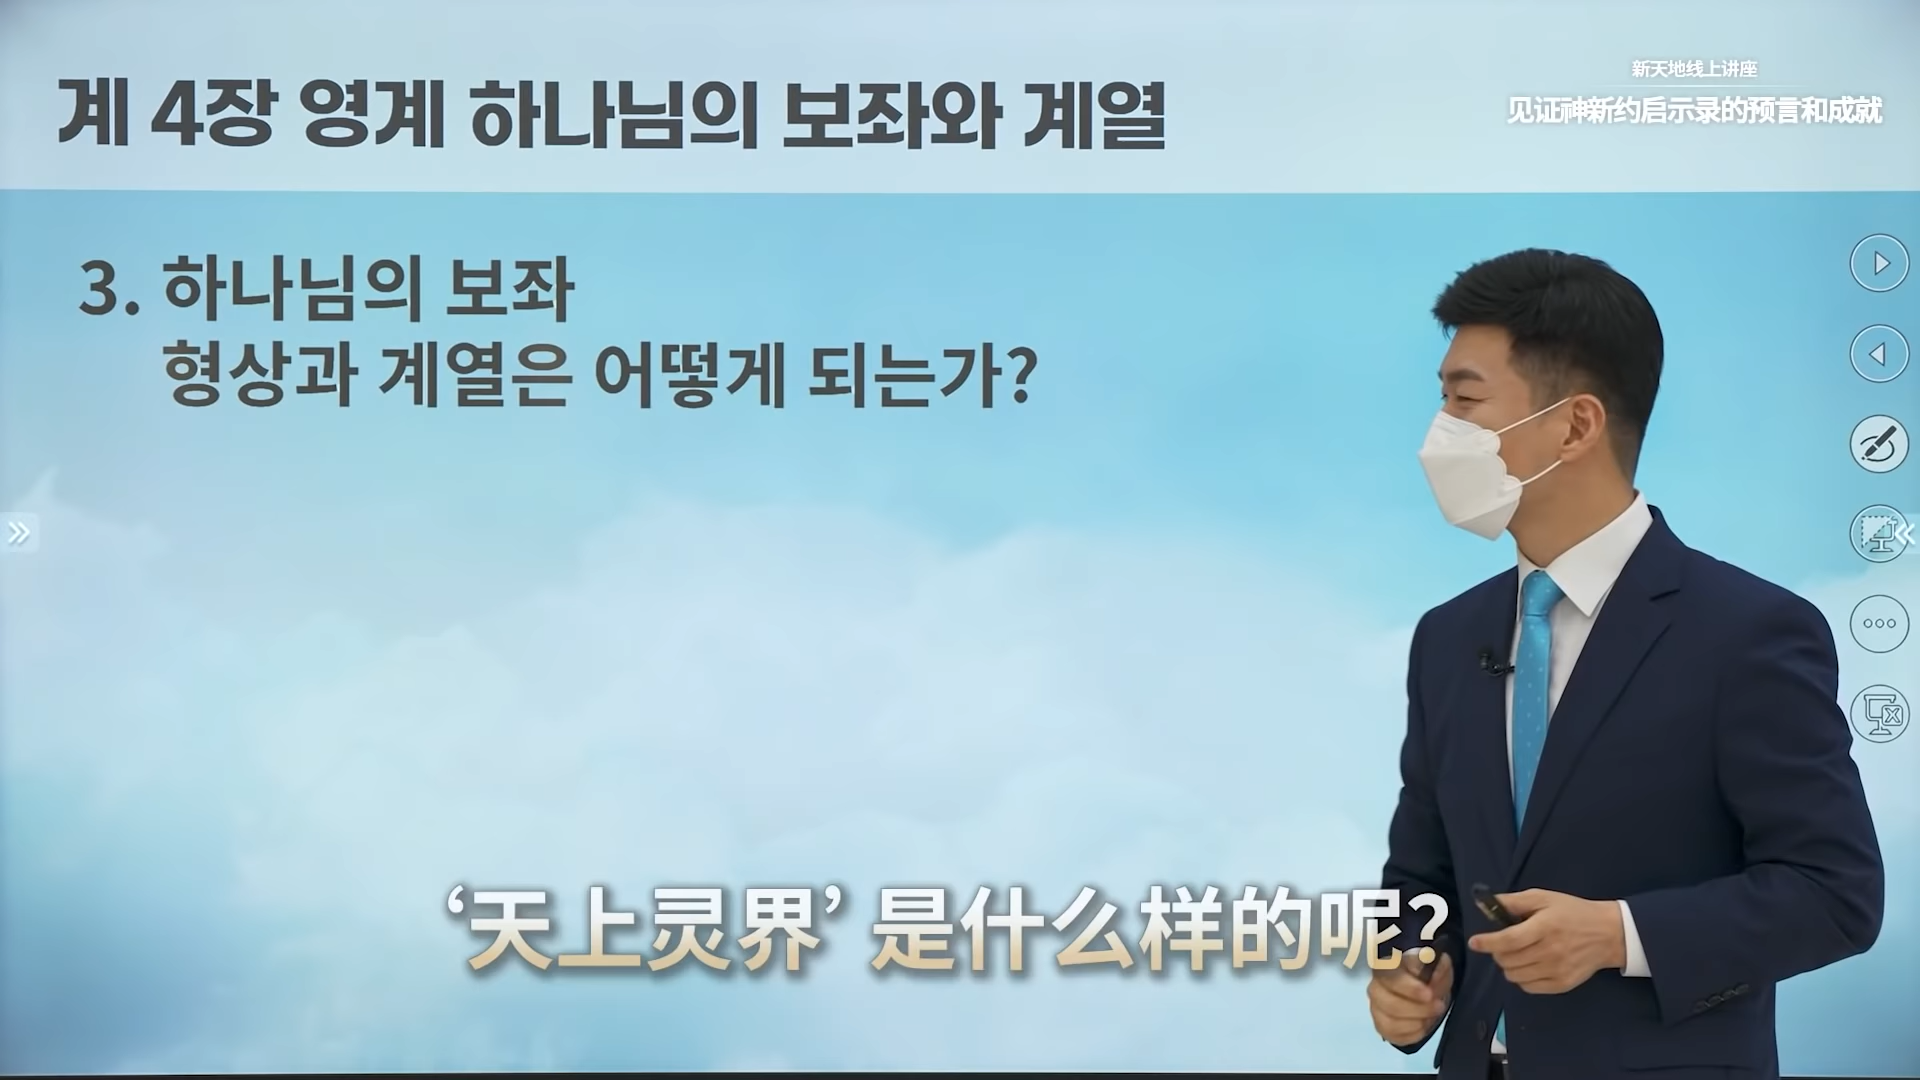 계 4장 영계 하나님의 보좌와 계열
新天地线上讲座
见证神新约启示录的预言和成就
3. 하나님의 보좌
형상과 계열은 어떻게 되는가?
‘天上灵界’ 是什么样的呢?